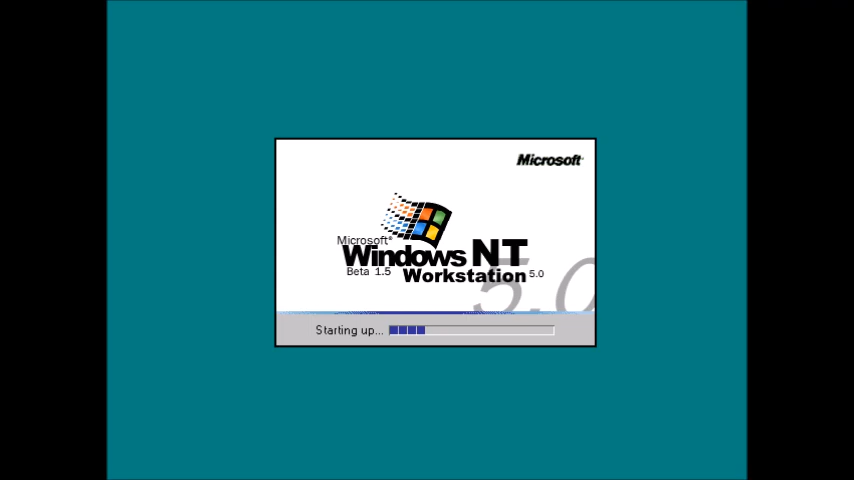 Microsoft
Microsoft®
Windows NT
Beta 1.5 Workstation 5.0
5.0
Starting up...